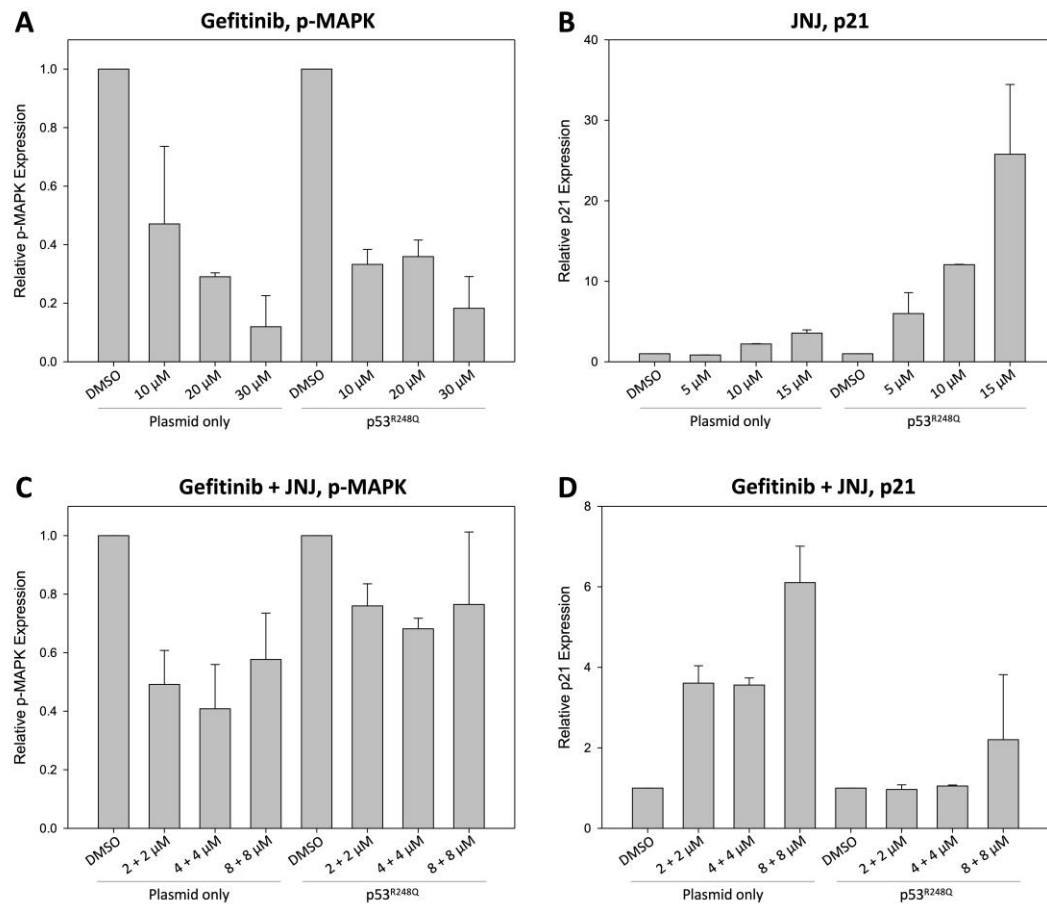 A
Gefitinib, p-MAPK
Relative p-MAPK Expression
1.0
0.8
0.6
0.4
0.2
0.0
DMSO
10 µM
20 µM
30 µM
DMSO
10 µM
20 µM
30 µM
Plasmid only
p53R248Q
B
JNJ, p21
Relative p21 Expression
40
30
20
10
0
DMSO
5 µM
10 µM
15 µM
DMSO
5 µM
10 µM
15 µM
Plasmid only
p53R248Q
C
Gefitinib + JNJ, p-MAPK
Relative p-MAPK Expression
1.0
0.8
0.6
0.4
0.2
0.0
DMSO
2 + 2 µM
4 + 4 µM
8 + 8 µM
DMSO
2 + 2 µM
4 + 4 µM
8 + 8 µM
Plasmid only
p53R248Q
D
Gefitinib + JNJ, p21
Relative p21 Expression
8
6
4
2
0
DMSO
2 + 2 µM
4 + 4 µM
8 + 8 µM
DMSO
2 + 2 µM
4 + 4 µM
8 + 8 µM
Plasmid only
p53R248Q